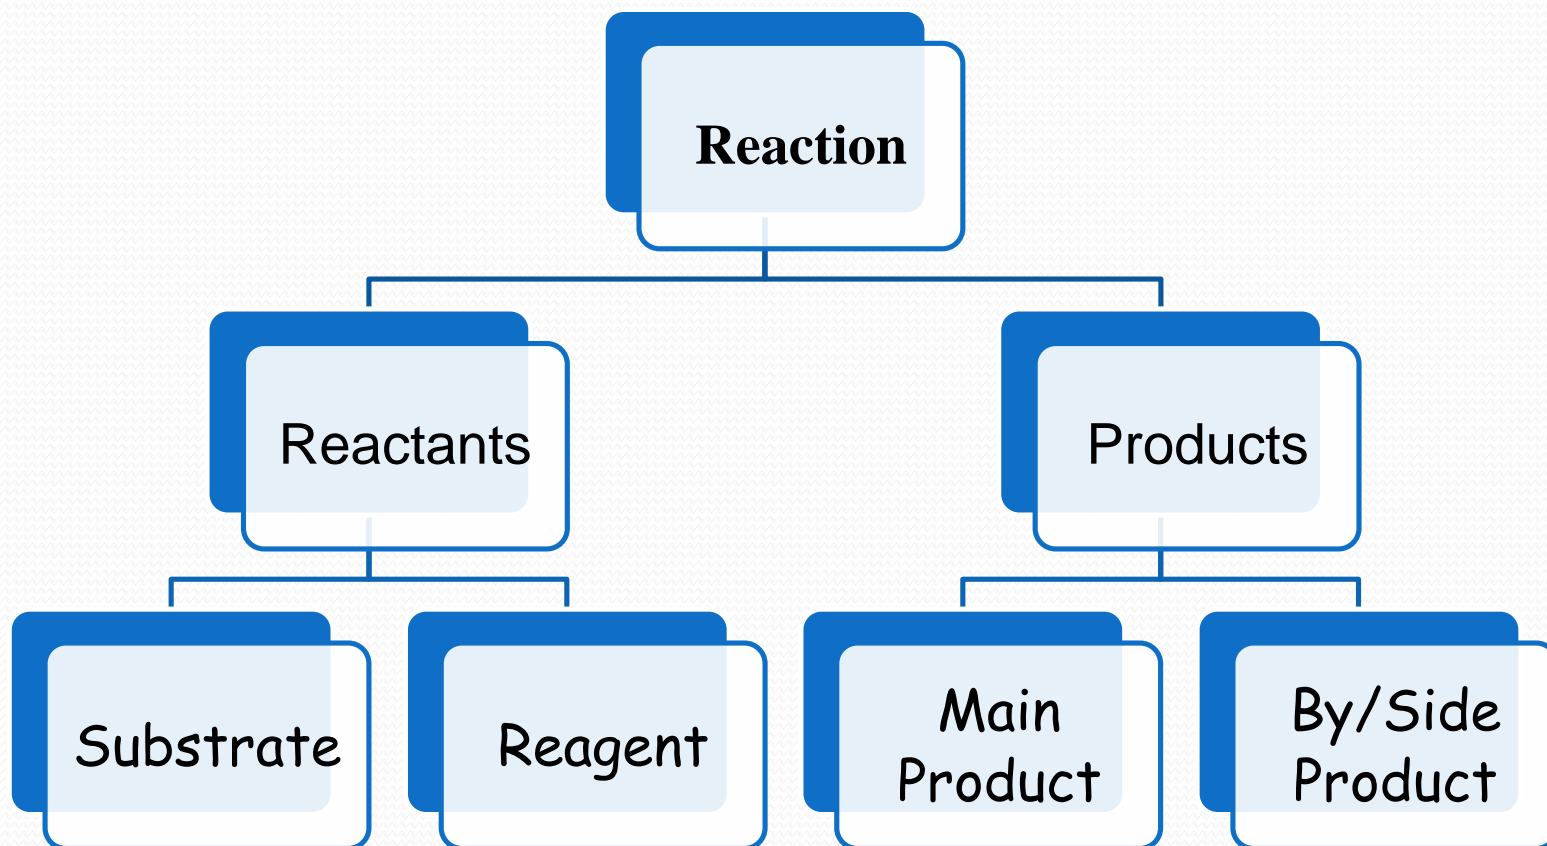 Reaction
Reactants
Products
Substrate
Reagent
Main
Product
By/Side
Product